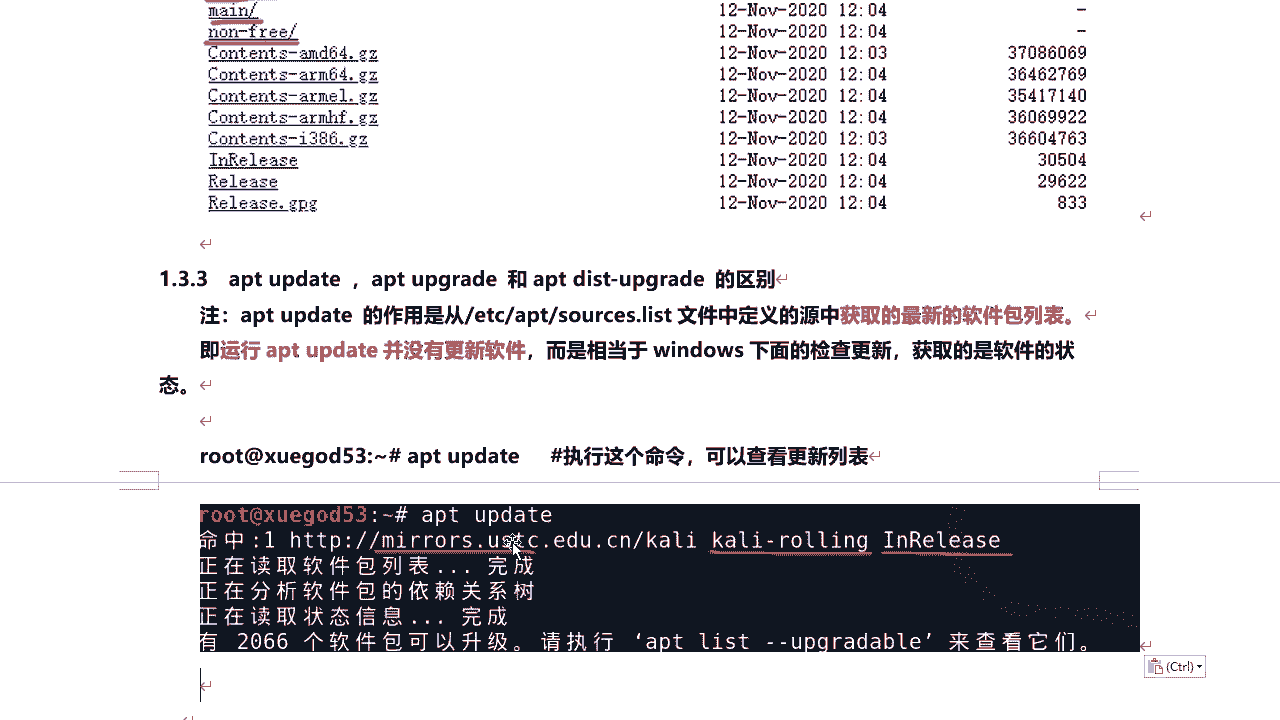 main/ 12-Nov-2020 12:04 -
non-free/ 12-Nov-2020 12:04 -
Contents-amd64.gz 12-Nov-2020 12:03 37086069
Contents-arm64.gz 12-Nov-2020 12:04 36462769
Contents-armel.gz 12-Nov-2020 12:04 35417140
Contents-armhf.gz 12-Nov-2020 12:04 36069922
Contents-i386.gz 12-Nov-2020 12:03 36604763
InRelease 12-Nov-2020 12:04 30504
Release 12-Nov-2020 12:04 29622
Release.gpg 12-Nov-2020 12:04 833
1.3.3 apt update ，apt upgrade 和 apt dist-upgrade 的区别
注：apt update 的作用是从/etc/apt/sources.list 文件中定义的源中获取的最新的软件包列表。
即运行 apt update 并没有更新软件，而是相当于 windows 下面的检查更新，获取的是软件的状
态。
root@xuegod53:~# apt update #执行这个命令，可以查看更新列表
root@xuegod53:~# apt update
命中:1 http://mirrors.ustc.edu.cn/kali kali-rolling InRelease
正在读取软件包列表... 完成
正在分析软件包的依赖关系树
正在读取状态信息... 完成
有 2066 个软件包可以升级。请执行 ‘apt list --upgradable’ 来查看它们。
(Ctrl)